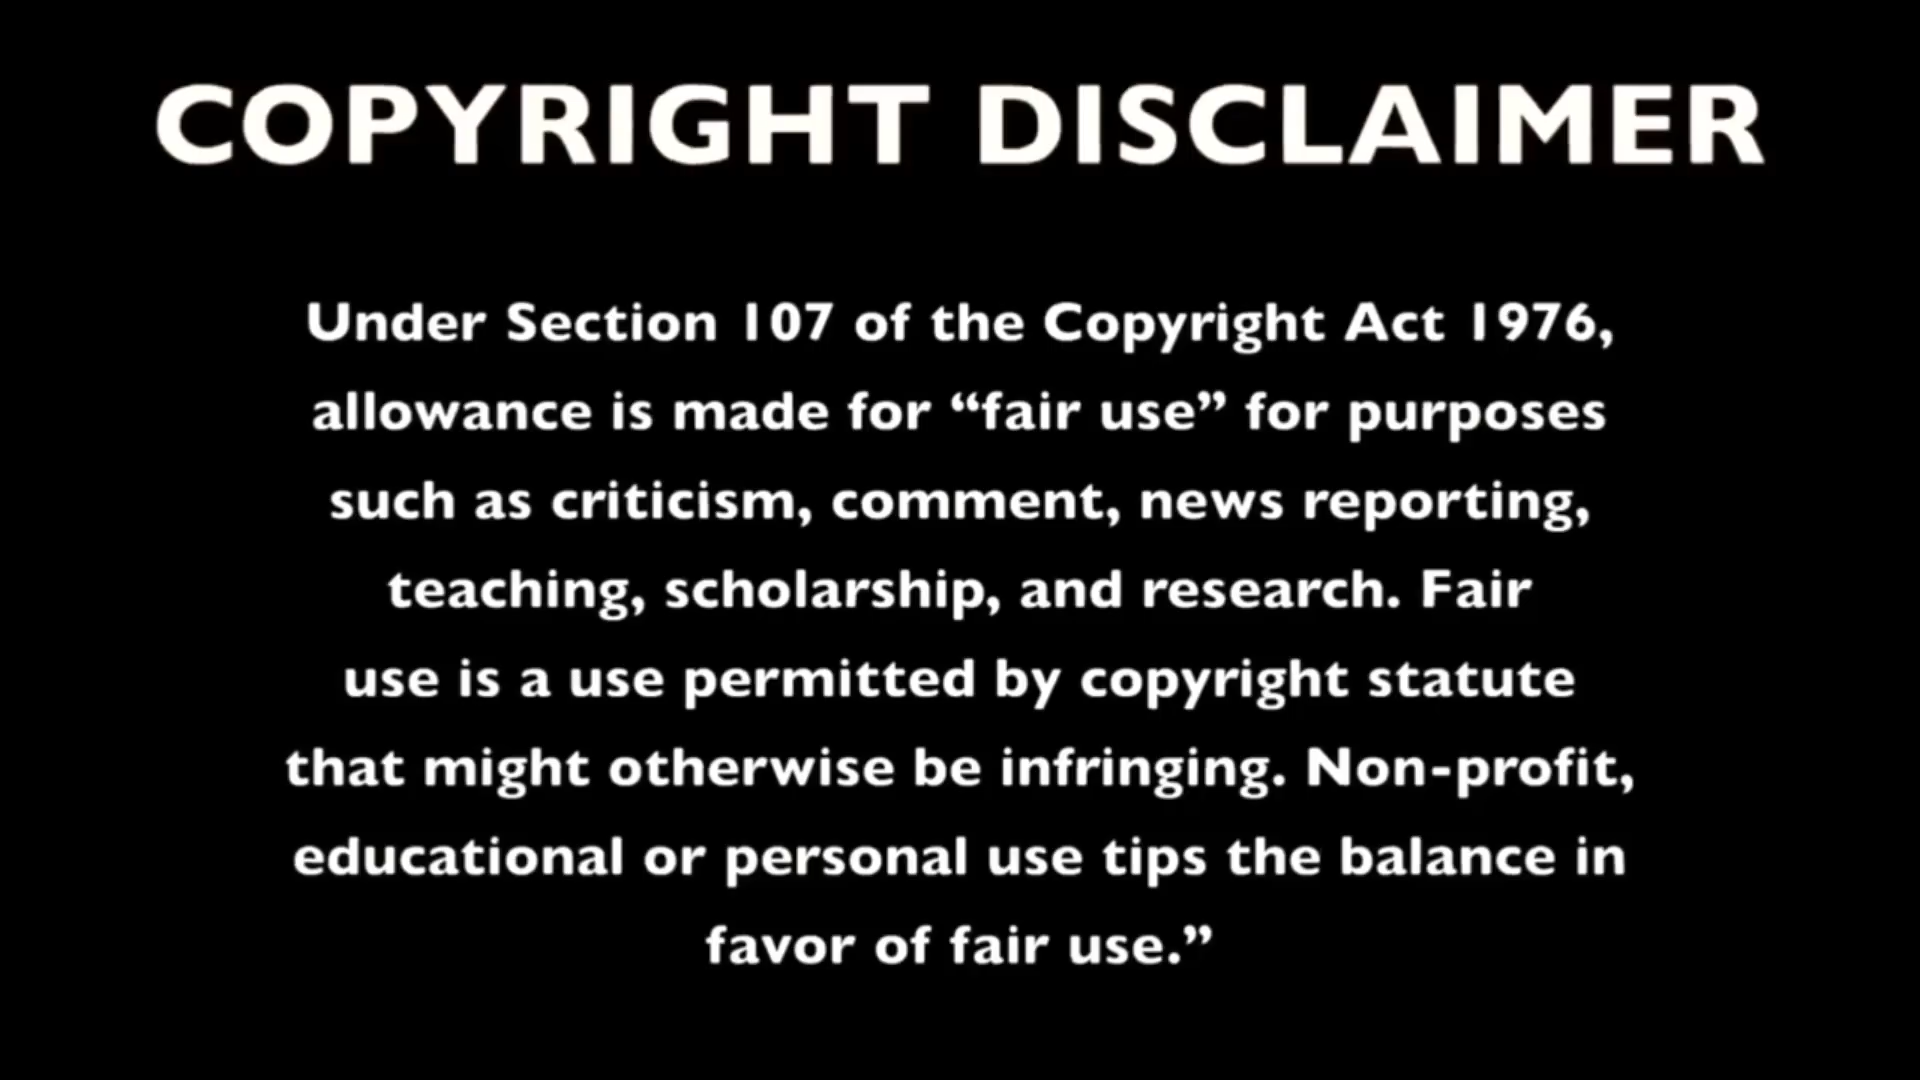 COPYRIGHT DISCLAIMER
Under Section 107 of the Copyright Act 1976,
allowance is made for “fair use” for purposes
such as criticism, comment, news reporting,
teaching, scholarship, and research. Fair
use is a use permitted by copyright statute
that might otherwise be infringing. Non-profit,
educational or personal use tips the balance in
favor of fair use.”